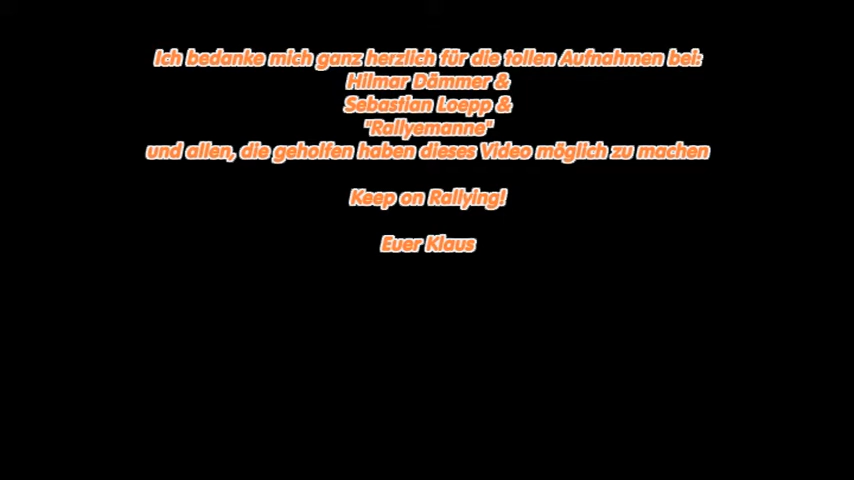 Ich bedanke mich ganz herzlich für die tollen Aufnahmen bei:
Hilmar Dämmer &
Sebastian Loepp &
"Rallyemanne"
und allen, die geholfen haben dieses Video möglich zu machen
Keep on Rallying!
Euer Klaus